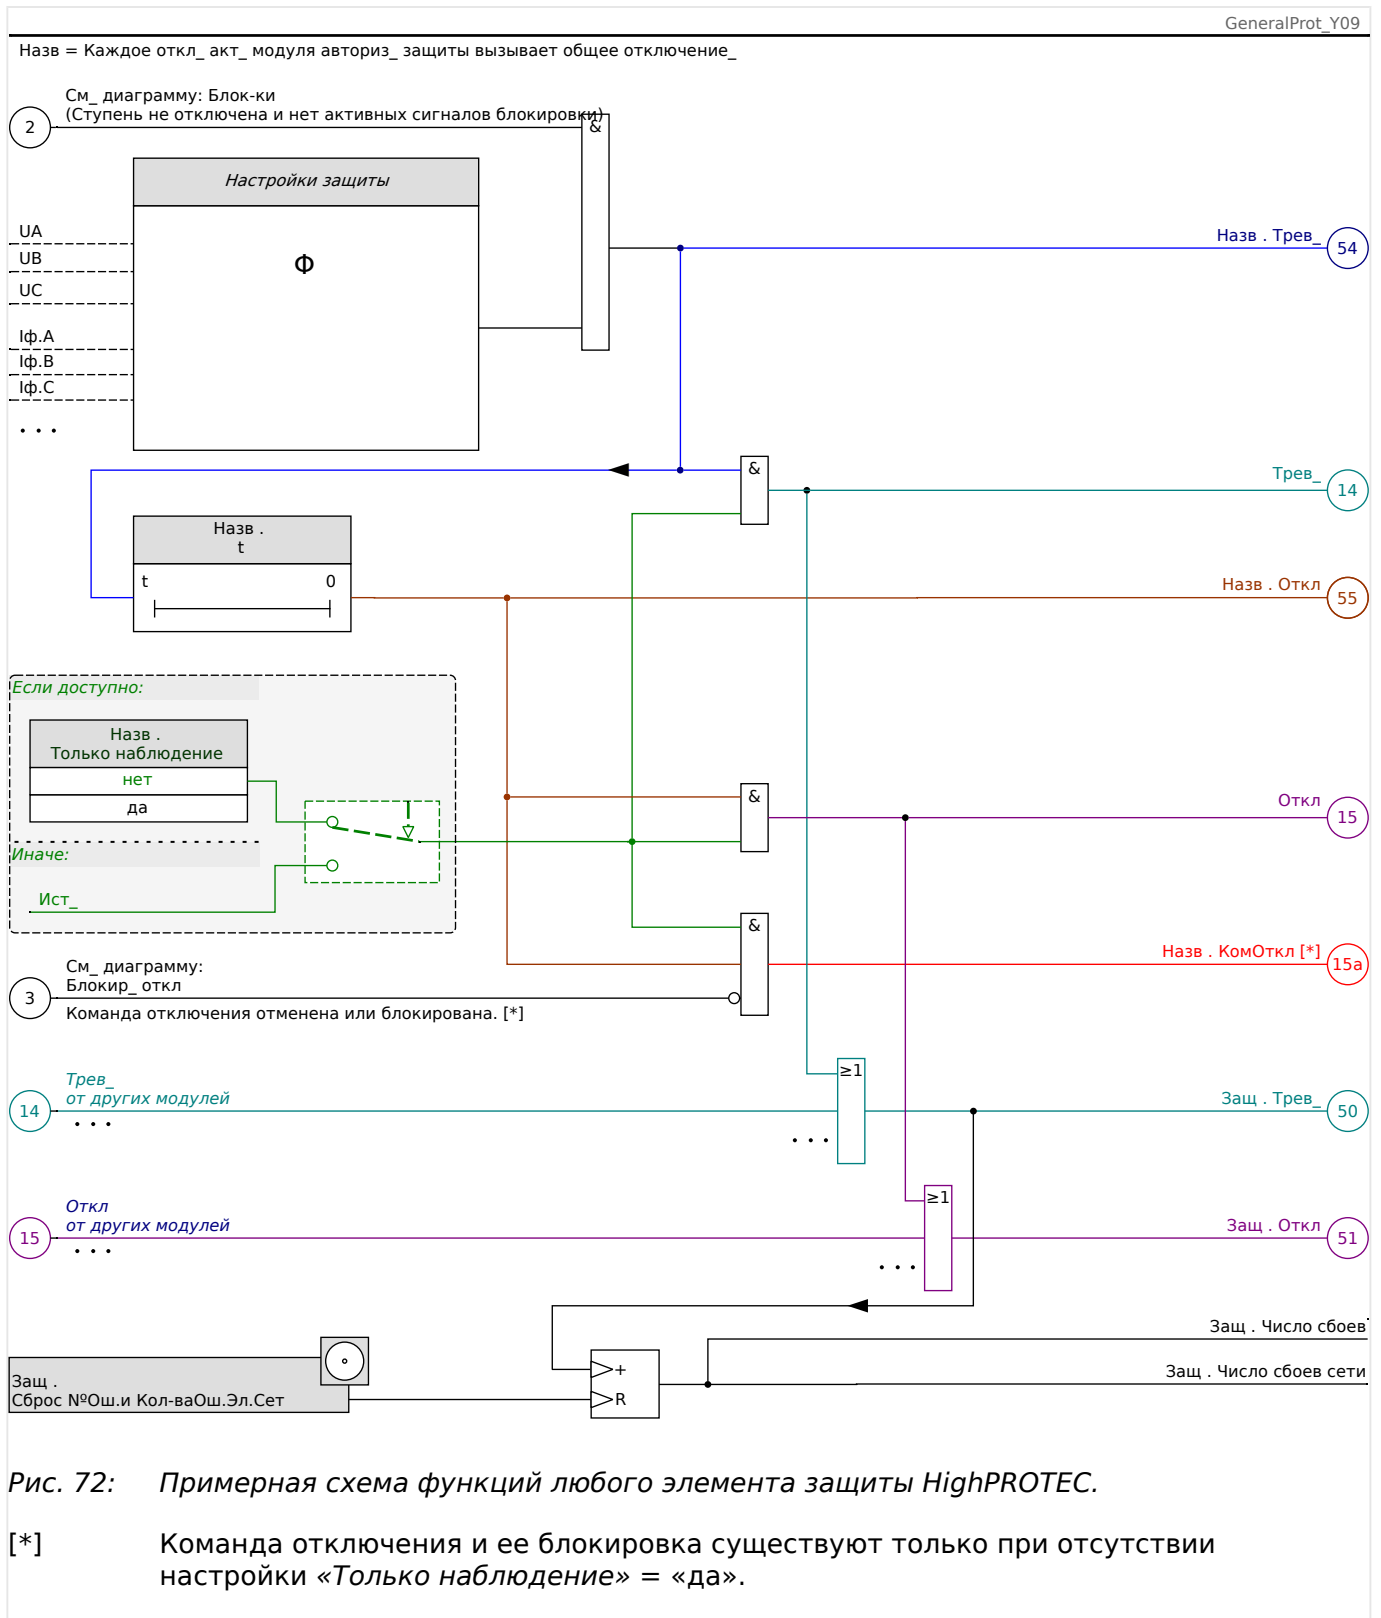 GeneralProt_Y09
Назв = Каждое откл_ акт_ модуля авториз_ защиты вызывает общее отключение_
См_ диаграмму: Блок-ки
(Ступень не отключена и нет активных сигналов блокировки)
2
&
Настройки защиты
Φ
UA
UB
UC
Iф.A
Iф.B
Iф.C
. . .
Назв . Трев_
54
&
Трев_
14
Назв .
t
t 0
Назв . Откл
55
Если доступно:
Назв .
Только наблюдение
нет
да
Иначе:
Ист_
&
Откл
15
&
Назв . КомОткл [*]
15a
См_ диаграмму:
Блокир_ откл
3
Команда отключения отменена или блокирована. [*]
Трев_
от других модулей
14
. . .
≥1
. . .
Защ . Трев_
50
Откл
от других модулей
15
. . .
≥1
. . .
Защ . Откл
51
Защ . Число сбоев
Защ . Число сбоев сети
+
R
Защ .
Сброс №Ош.и Кол-ваОш.Эл.Сет
Рис. 72: Примерная схема функций любого элемента защиты HighPROTEC.
[*] Команда отключения и ее блокировка существуют только при отсутствии
настройки «Только наблюдение» = «да».